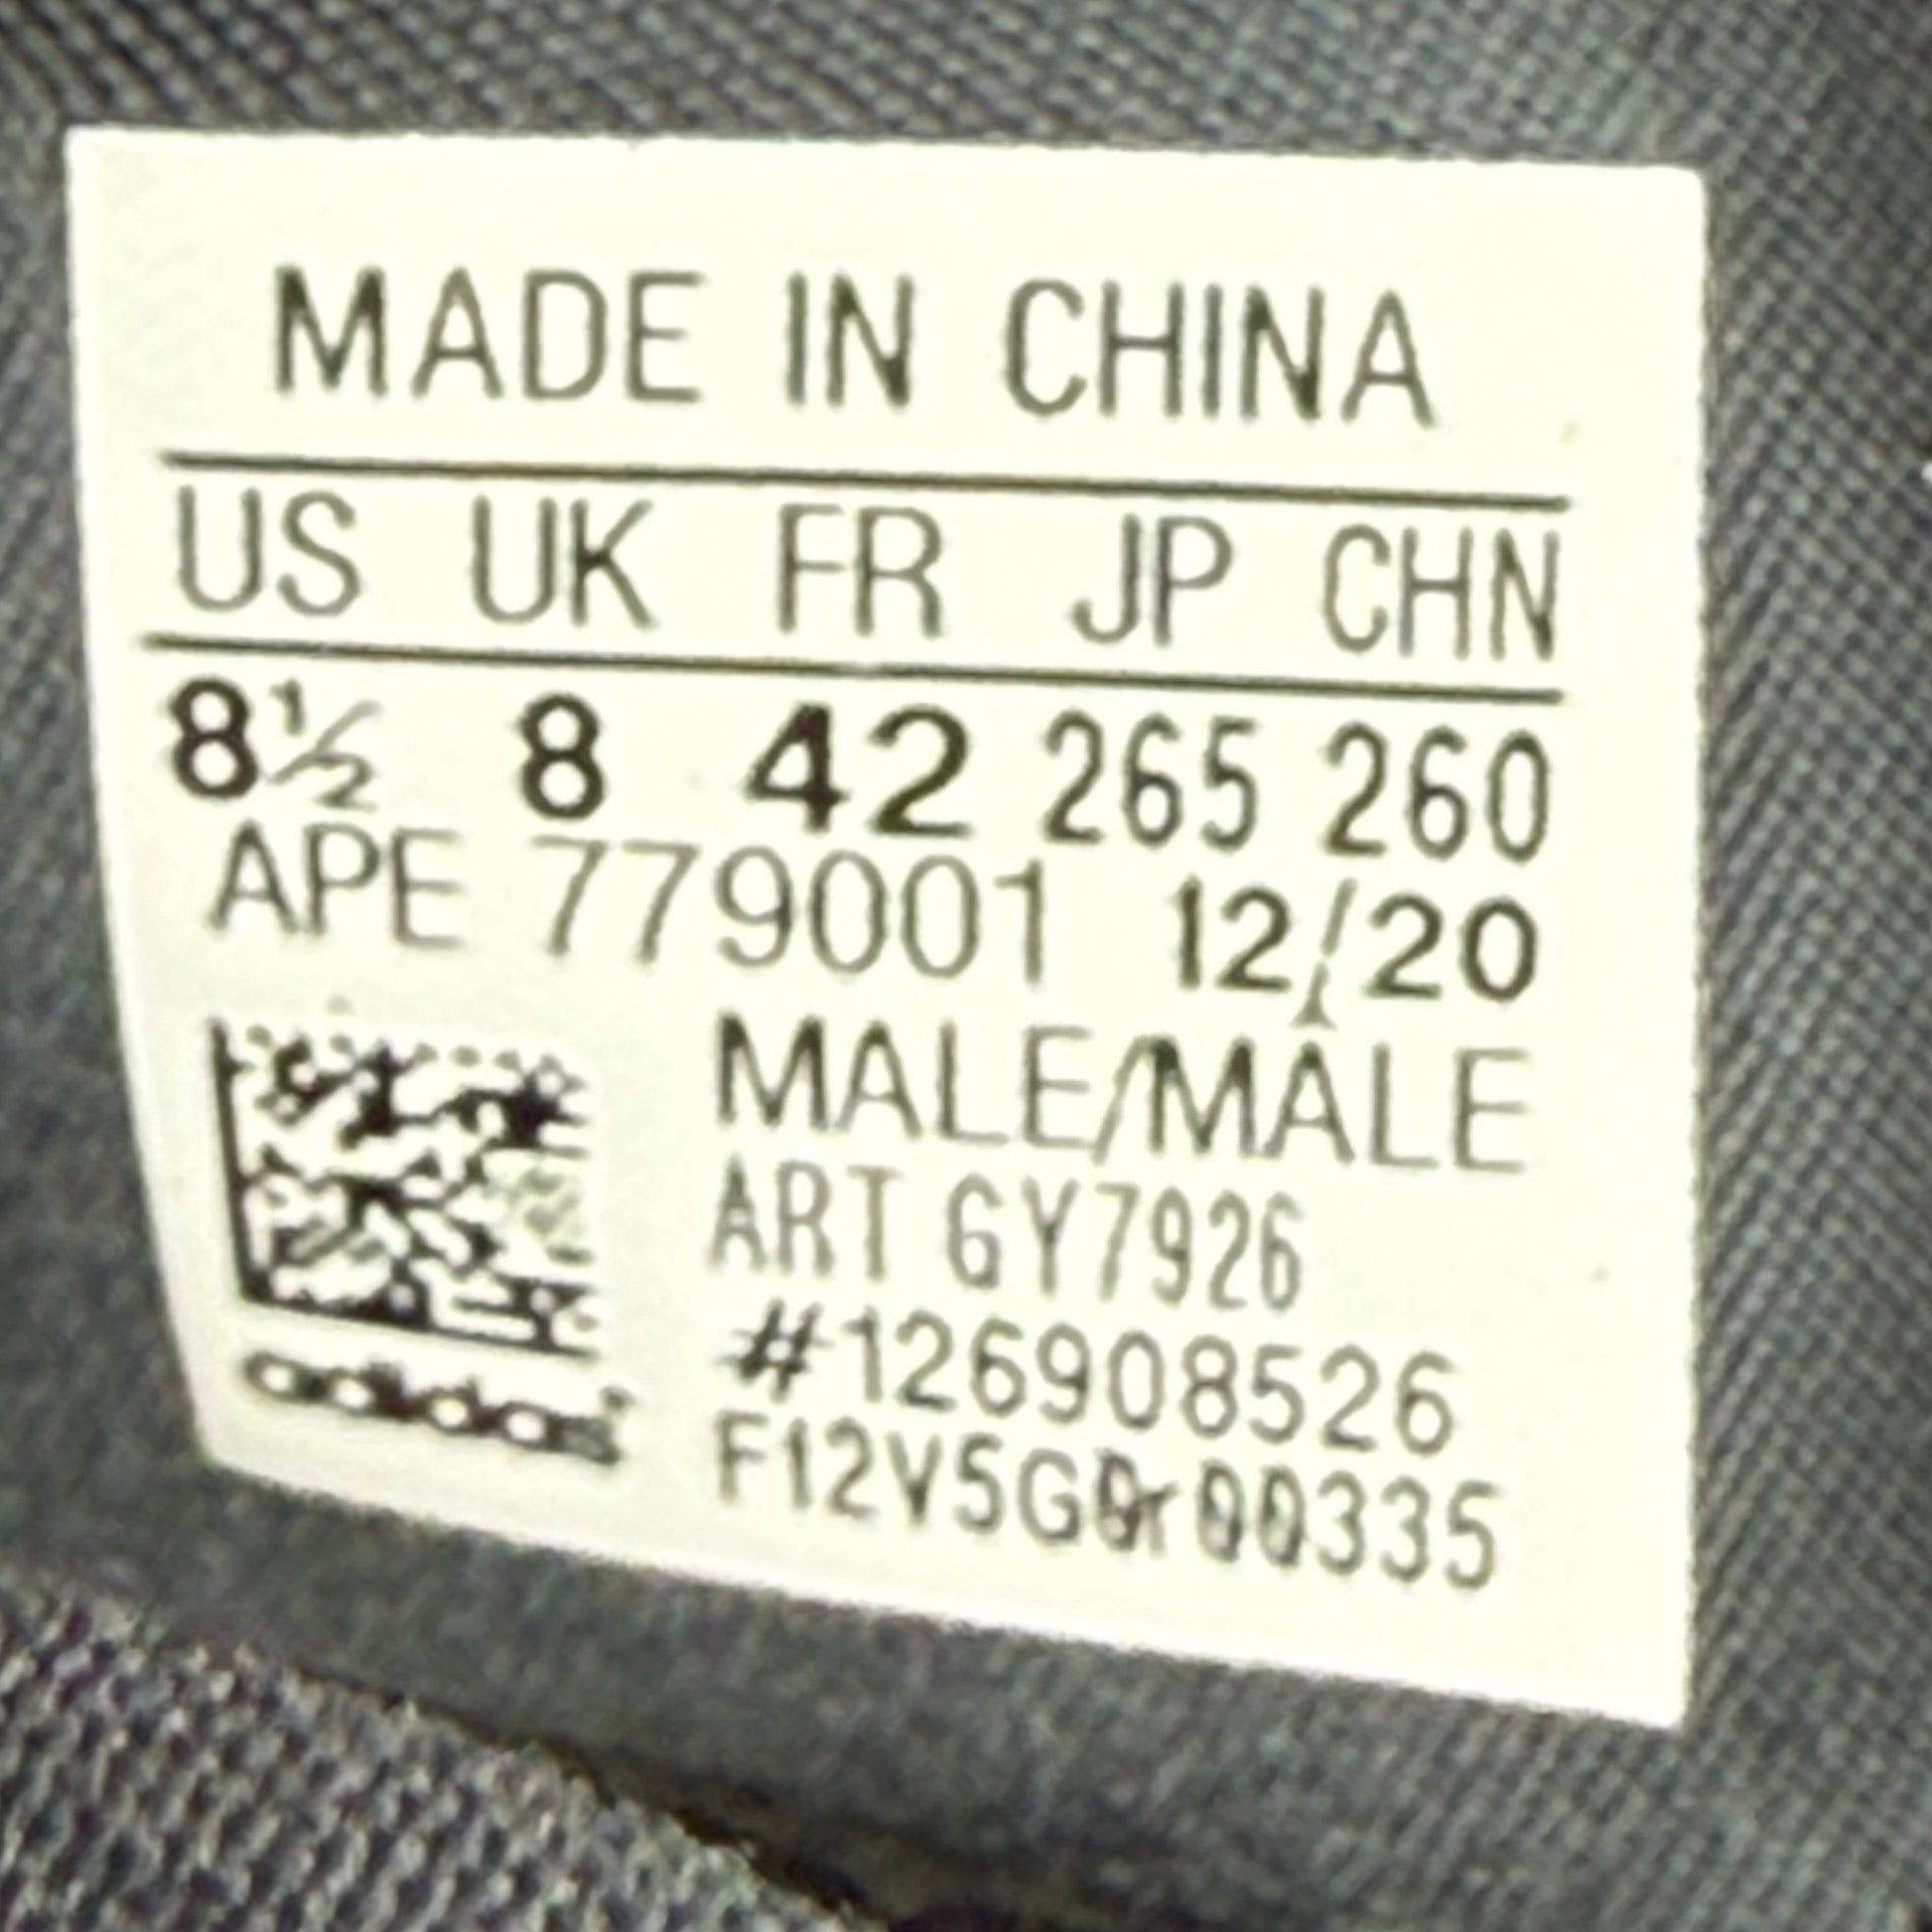 MADE IN CHINA
US UK FR JP CHN
8½ 8 42 265 260
APE 779001 12/20
MALE/MÂLE
ART GY7926
#126908526
adidas